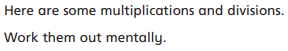 Here are some multiplications and divisions.
Work them out mentally.